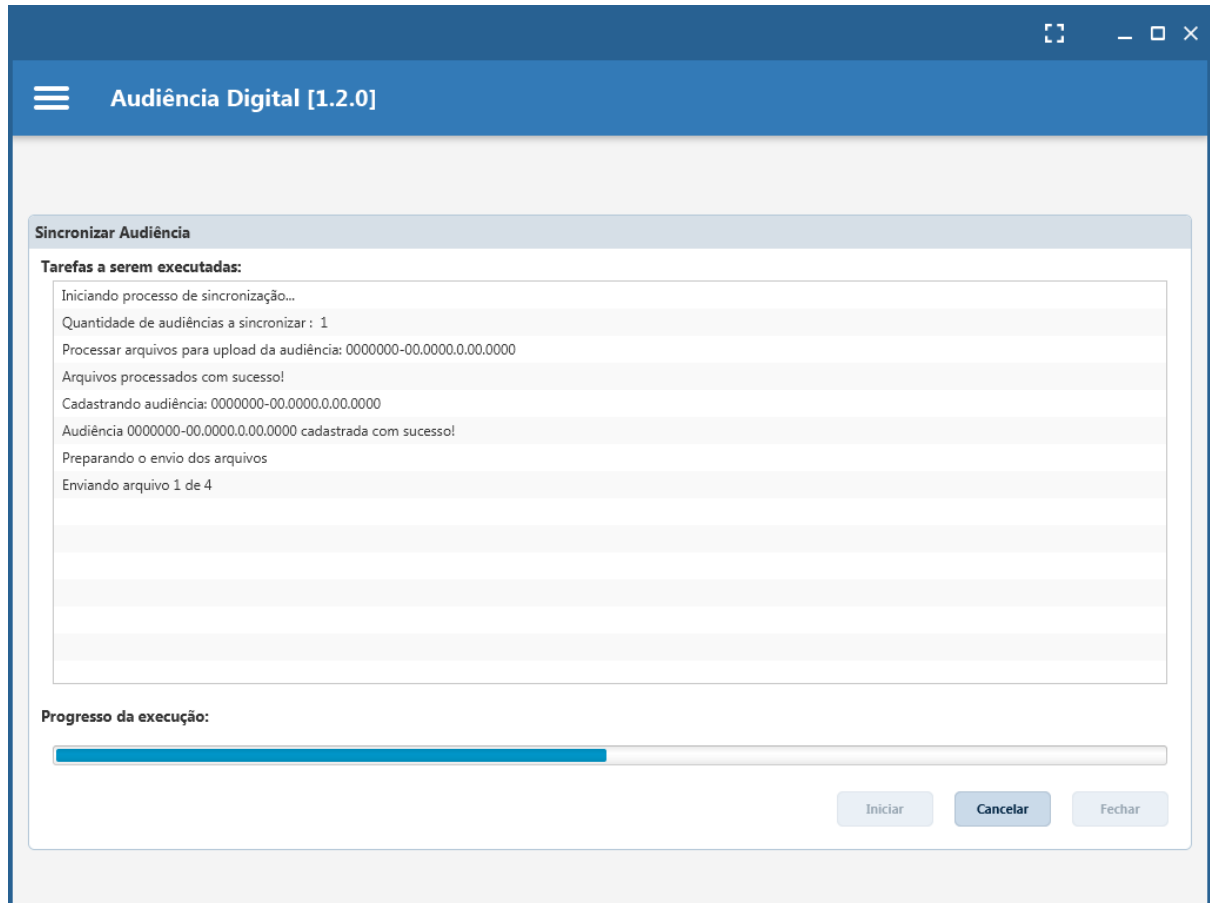 Audiência Digital [1.2.0]
Sincronizar Audiência
Tarefas a serem executadas:
Iniciando processo de sincronização...
Quantidade de audiências a sincronizar :  1
Processar arquivos para upload da audiência: 0000000-00.0000.0.00.0000
Arquivos processados com sucesso!
Cadastrando audiência: 0000000-00.0000.0.00.0000
Audiência 0000000-00.0000.0.00.0000 cadastrada com sucesso!
Preparando o envio dos arquivos
Enviando arquivo 1 de 4
Progresso da execução:
Iniciar Cancelar Fechar